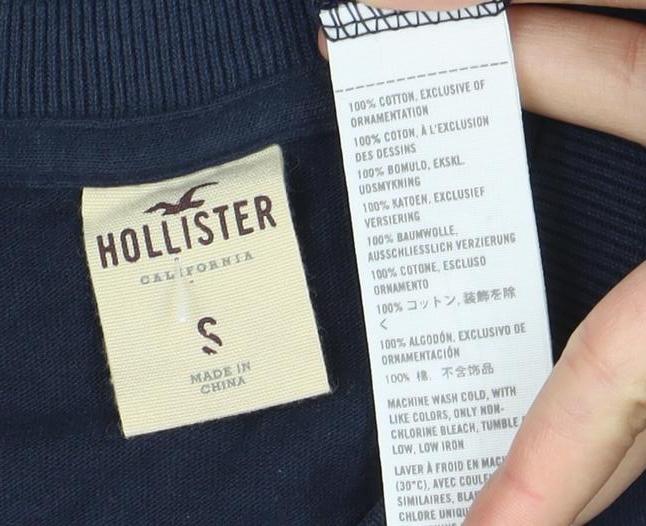 HOLLISTER
CALIFORNIA
S
MADE IN
CHINA
100% COTTON, EXCLUSIVE OF
ORNAMENTATION
100% COTON, À L'EXCLUSION
DES DESSINS
100% BOMULD, EKSKL.
UDSMYKNING
100% KATOEN, EXCLUSIEF
VERSIERING
100% BAUMWOLLE,
AUSSCHLIESSLICH VERZIERUNG
100% COTONE, ESCLUSO
ORNAMENTO
100% コットン, 装飾を除
く
100% ALGODÓN, EXCLUSIVO DE
ORNAMENTACIÓN
100% 棉, 不含饰品
MACHINE WASH COLD, WITH
LIKE COLORS, ONLY NON-
CHLORINE BLEACH, TUMBLE
LOW, LOW IRON
LAVER À FROID EN
(30°C), AVEC
SIMILAIRES,
CHLORE